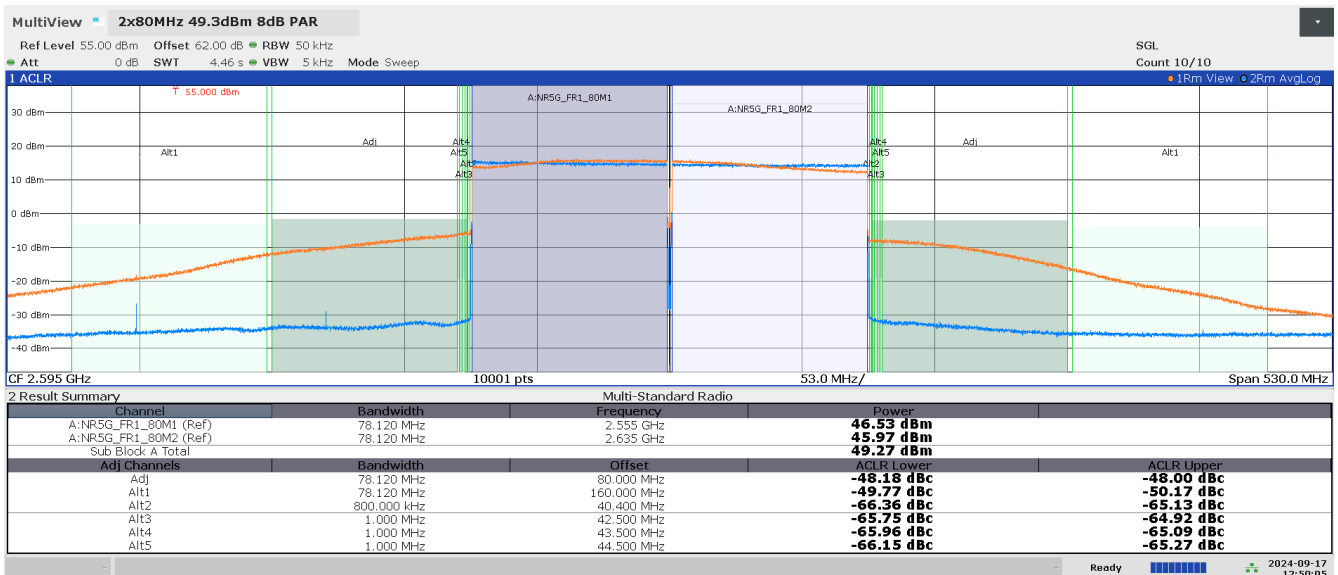 MultiView 2x80MHz 49.3dBm 8dB PAR
Ref Level 55.00 dBm Offset 62.00 dB RBW 50 kHz SGL
Att 0 dB SWT 4.46 s VBW 5 kHz Mode Sweep Count 10/10
1 ACLR 1Rm View 2Rm AvgLog
55.000 dBm
A:NR5G_FR1_80M1
A:NR5G_FR1_80M2
30 dBm
20 dBm
Alt1 Adj Alt4 Alt4 Adj Alt1
Alt5 Alt5
Alt2
Alt3 Alt3
10 dBm
0 dBm
-10 dBm
-20 dBm
-30 dBm
-40 dBm
CF 2.595 GHz 10001 pts 53.0 MHz/ Span 530.0 MHz
2 Result Summary Multi-Standard Radio
Channel Bandwidth Frequency Power
A:NR5G_FR1_80M1 (Ref) 78.120 MHz 2.555 GHz 46.53 dBm
A:NR5G_FR1_80M2 (Ref) 78.120 MHz 2.635 GHz 45.97 dBm
Sub Block A Total 49.27 dBm
Adj Channels Bandwidth Offset ACLR Lower ACLR Upper
Adj 78.120 MHz 80.000 MHz -48.18 dBc -48.00 dBc
Alt1 78.120 MHz 160.000 MHz -49.77 dBc -50.17 dBc
Alt2 800.000 kHz 40.400 MHz -66.36 dBc -65.13 dBc
Alt3 1.000 MHz 42.500 MHz -65.75 dBc -64.92 dBc
Alt4 1.000 MHz 43.500 MHz -65.96 dBc -65.09 dBc
Alt5 1.000 MHz 44.500 MHz -66.15 dBc -65.27 dBc
Ready 2024-09-17
12:50:05